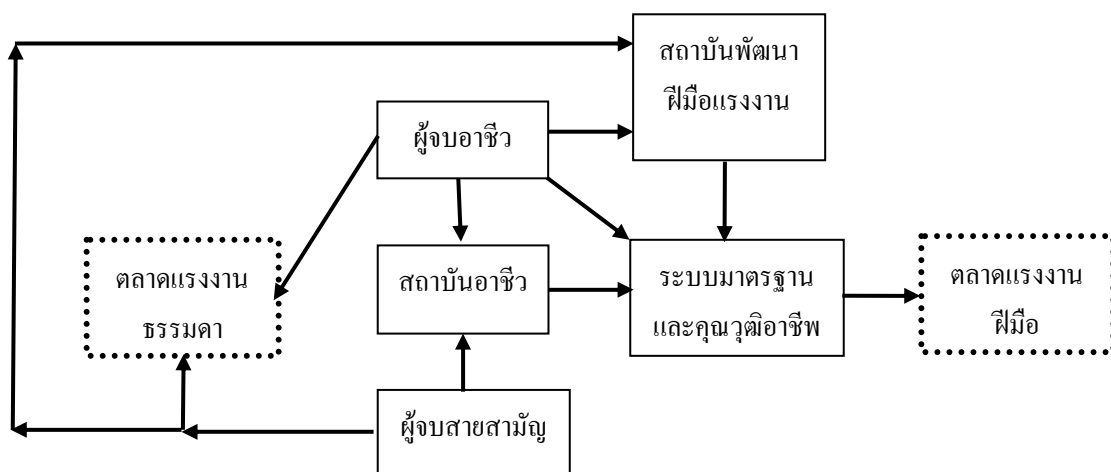 สถาบันพัฒนา
ฝีมือแรงงาน
ผู้จบอาชีว
ตลาดแรงงาน
ธรรมดา
สถาบันอาชีว
ระบบมาตรฐาน
และคุณวุฒิอาชีพ
ตลาดแรงงาน
ฝีมือ
ผู้จบสายสามัญ